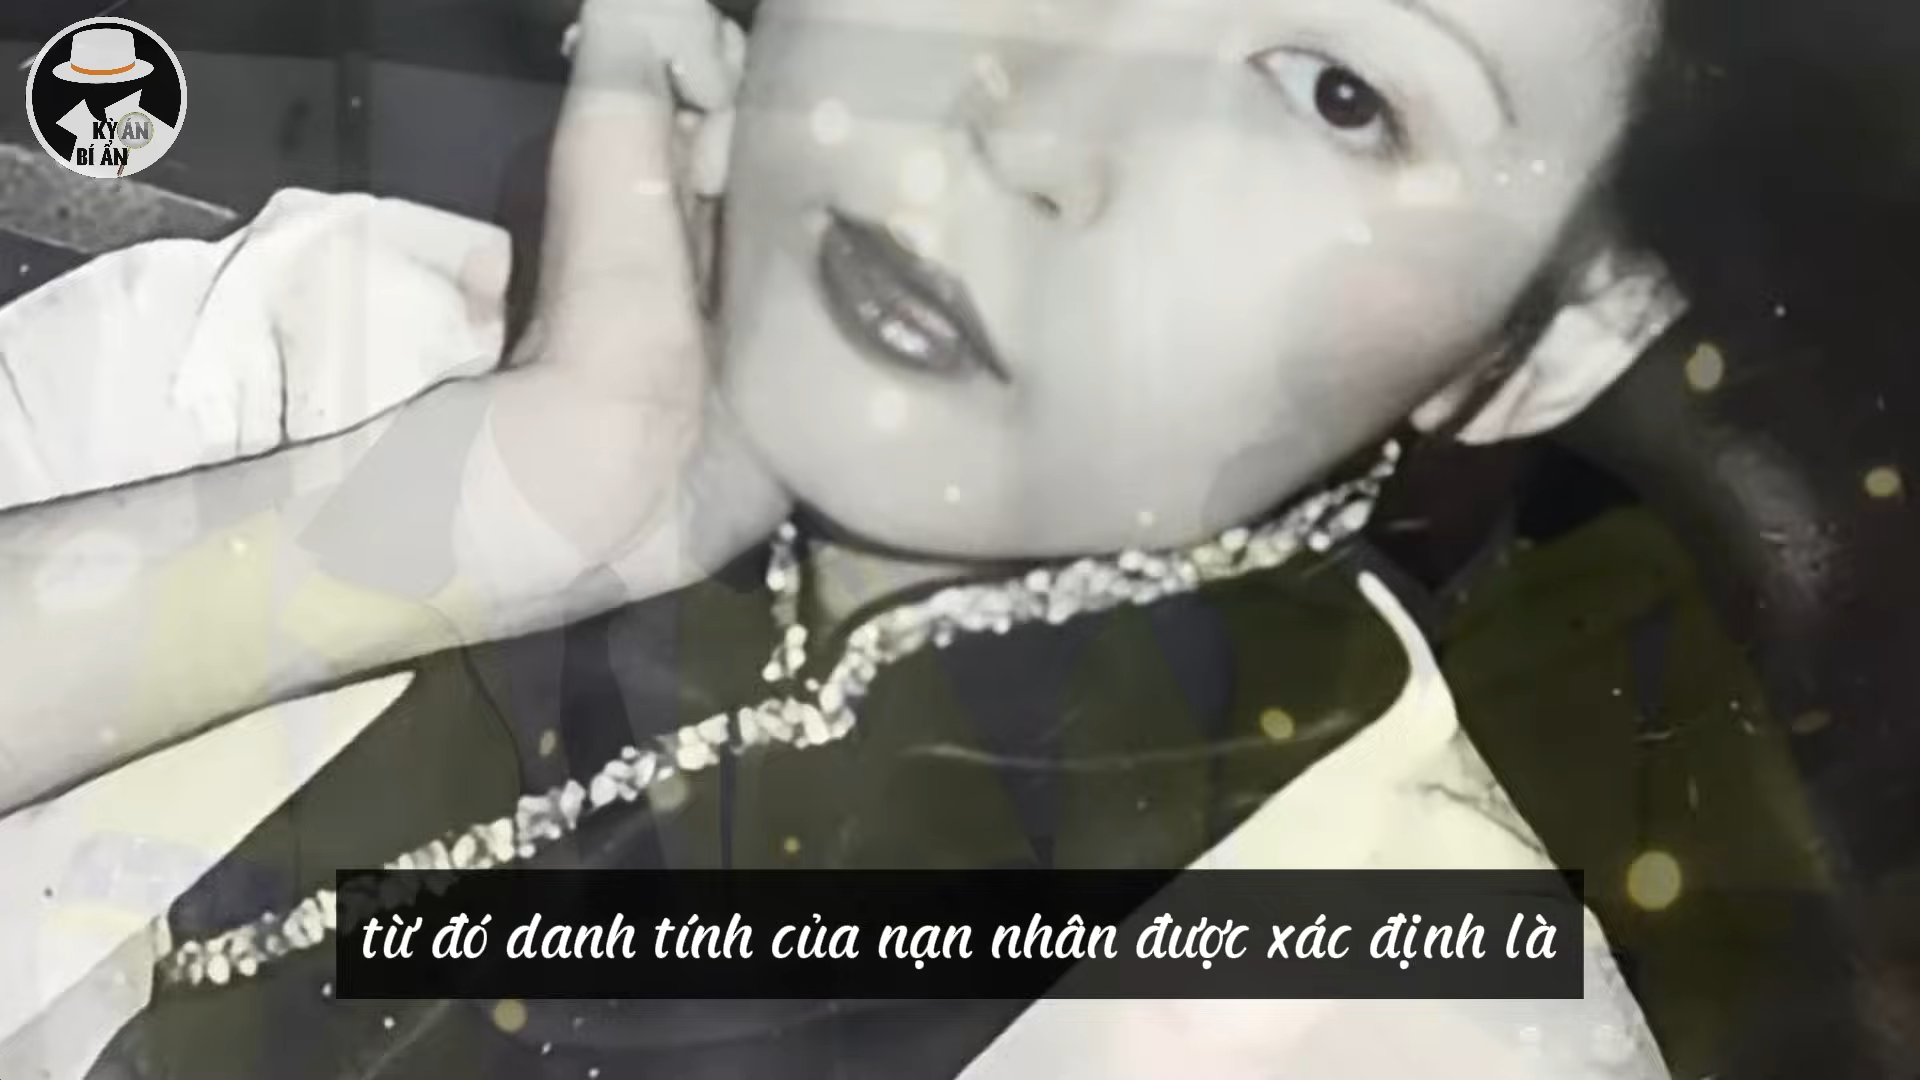 KỲ ÁN
BÍ ẨN
từ đó danh tính của nạn nhân được xác định là